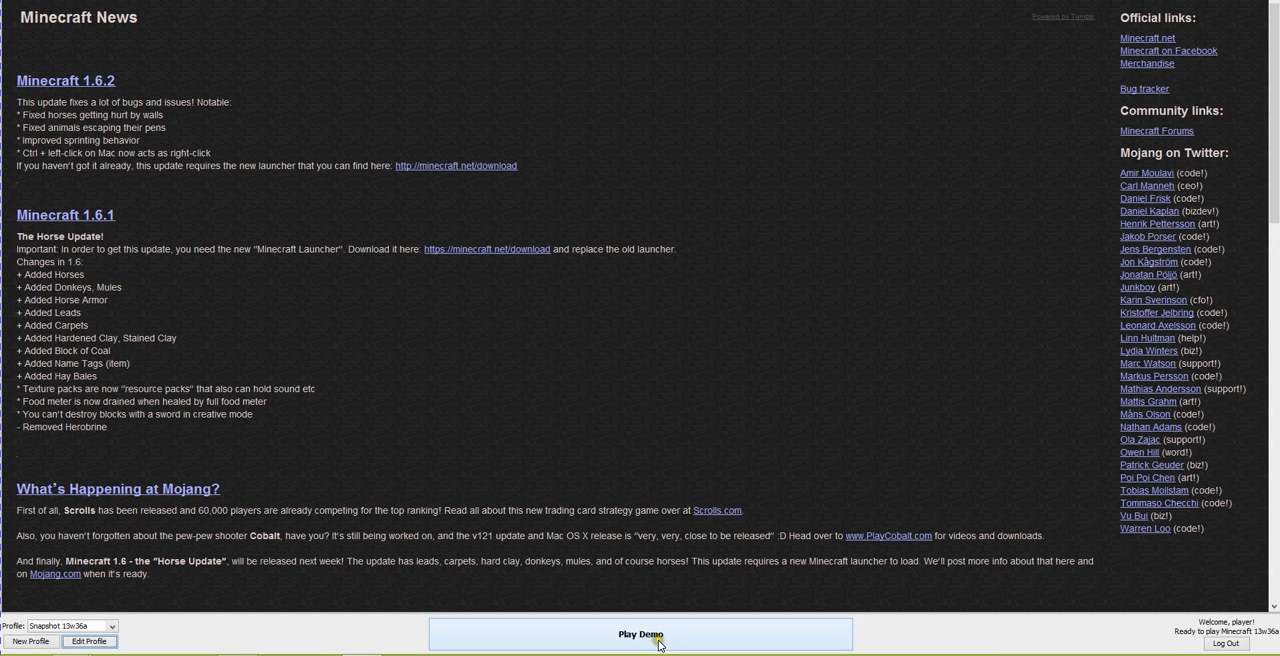 Minecraft News
Powered by Tumblr
Minecraft 1.6.2
This update fixes a lot of bugs and issues! Notable:
* Fixed horses getting hurt by walls
* Fixed animals escaping their pens
* Improved sprinting behavior
* Ctrl + left-click on Mac now acts as right-click
If you haven't got it already, this update requires the new launcher that you can find here: http://minecraft.net/download
Minecraft 1.6.1
The Horse Update!
Important: In order to get this update, you need the new "Minecraft Launcher". Download it here: https://minecraft.net/download and replace the old launcher.
Changes in 1.6:
+ Added Horses
+ Added Donkeys, Mules
+ Added Horse Armor
+ Added Leads
+ Added Carpets
+ Added Hardened Clay, Stained Clay
+ Added Block of Coal
+ Added Name Tags (item)
+ Added Hay Bales
* Texture packs are now "resource packs" that also can hold sound etc
* Food meter is now drained when healed by full food meter
* You can't destroy blocks with a sword in creative mode
- Removed Herobrine
What's Happening at Mojang?
First of all, Scrolls has been released and 60,000 players are already competing for the top ranking! Read all about this new trading card strategy game over at Scrolls.com.
Also, you haven't forgotten about the pew-pew shooter Cobalt, have you? It's still being worked on, and the v121 update and Mac OS X release is "very, very, close to be released" :D Head over to www.PlayCobalt.com for videos and downloads.
And finally, Minecraft 1.6 - the "Horse Update", will be released next week! The update has leads, carpets, hard clay, donkeys, mules, and of course horses! This update requires a new Minecraft launcher to load. We'll post more info about that here and
on Mojang.com when it's ready.
Official links:
Minecraft.net
Minecraft on Facebook
Merchandise
Bug tracker
Community links:
Minecraft Forums
Mojang on Twitter:
Amir Moulavi (code!)
Carl Manneh (ceo!)
Daniel Frisk (code!)
Daniel Kaplan (bizdev!)
Henrik Pettersson (art!)
Jakob Porser (code!)
Jens Bergensten (code!)
Jon Kågström (code!)
Jonatan Pöljö (art!)
Junkboy (art!)
Karin Sverinson (cfo!)
Kristoffer Jelbring (code!)
Leonard Axelsson (code!)
Linn Hultman (help!)
Lydia Winters (biz!)
Marc Watson (support!)
Markus Persson (code!)
Mathias Andersson (support!)
Mattis Grahm (art!)
Måns Olson (code!)
Nathan Adams (code!)
Ola Zajac (support!)
Owen Hill (word!)
Patrick Geuder (biz!)
Poi Poi Chen (art!)
Tobias Mollstam (code!)
Tommaso Checchi (code!)
Vu Bui (biz!)
Warren Loo (code!)
Profile: Snapshot 13w36a
New Profile Edit Profile
Play Demo
Welcome, player!
Ready to play Minecraft 13w36a
Log Out